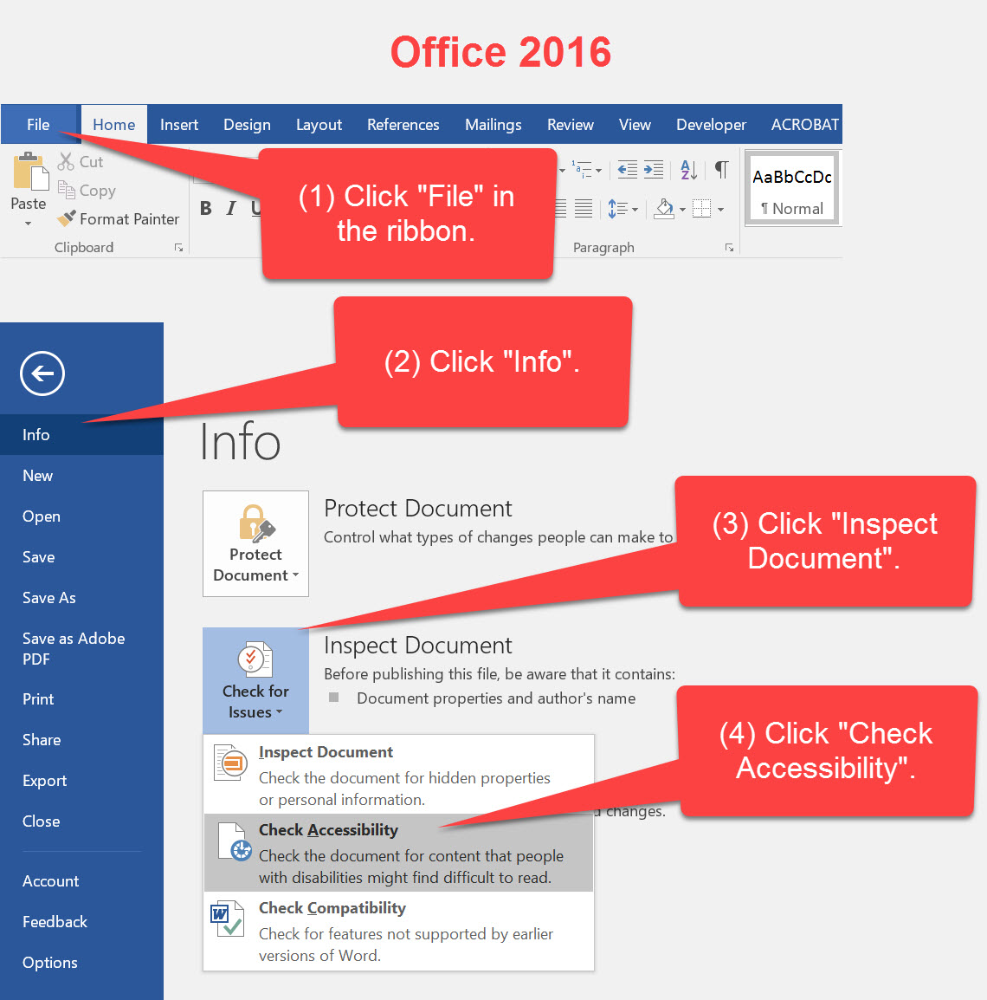 Office 2016
File Home Insert Design Layout References Mailings Review View Developer ACROBAT
Cut
Copy
Paste
Format Painter
Clipboard
B I U
(1) Click "File" in
the ribbon.
Paragraph
AaBbCcDc
¶ Normal
(2) Click "Info".
Info
New
Open
Save
Save As
Save as Adobe
PDF
Print
Share
Export
Close
Account
Feedback
Options
Info
Protect
Document
Protect Document
Control what types of changes people can make to
(3) Click "Inspect
Document".
Check for
Issues
Inspect Document
Before publishing this file, be aware that it contains:
Document properties and author's name
(4) Click "Check
Accessibility".
Inspect Document
Check the document for hidden properties
or personal information.
changes.
Check Accessibility
Check the document for content that people
with disabilities might find difficult to read.
Check Compatibility
Check for features not supported by earlier
versions of Word.